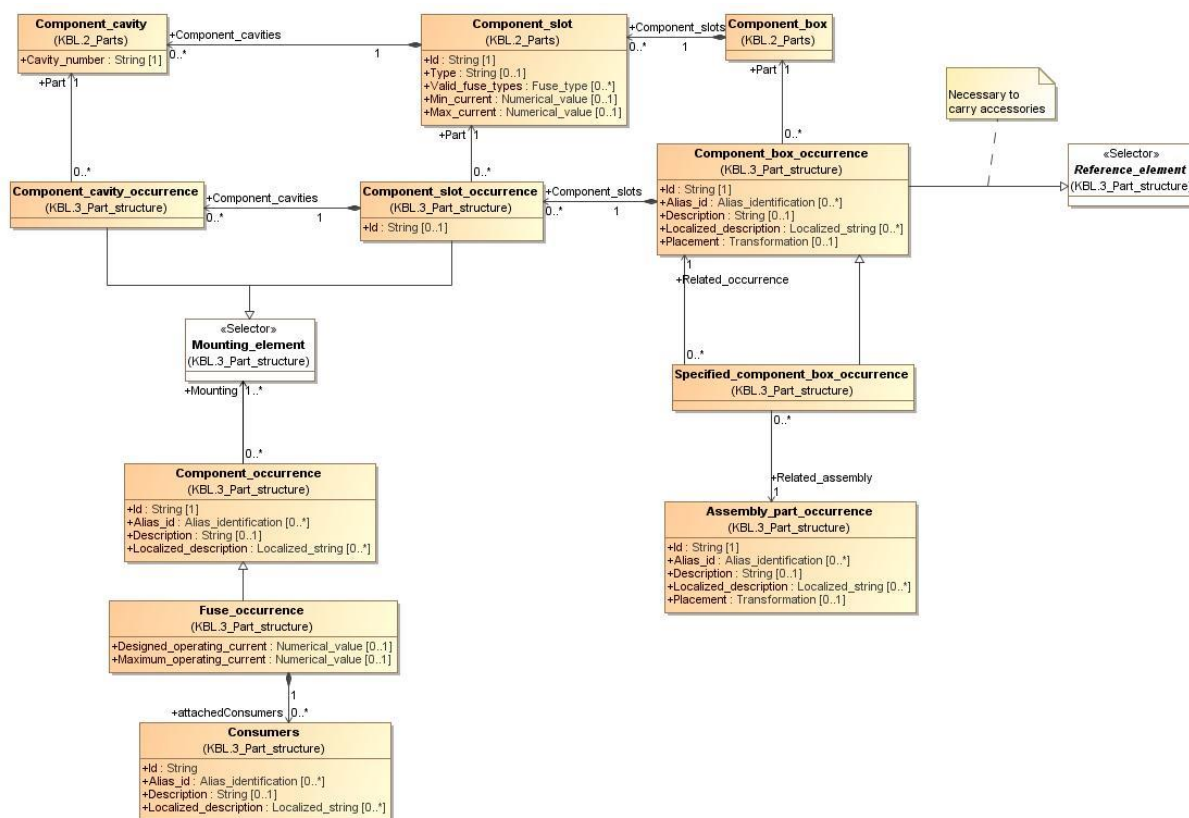 Component_cavity
(KBL.2_Parts)
+Cavity_number : String [1]
+Component_cavities
0..*
1
Component_slot
(KBL.2_Parts)
+Id : String [1]
+Type : String [0..1]
+Valid_fuse_types : Fuse_type [0..*]
+Min_current : Numerical_value [0..1]
+Max_current : Numerical_value [0..1]
+Component_slots
0..*
1
Component_box
(KBL.2_Parts)
+Part
1
0..*
+Part
1
0..*
+Part
1
0..*
Necessary to
carry accessories
Component_cavity_occurrence
(KBL.3_Part_structure)
+Component_cavities
0..*
1
Component_slot_occurrence
(KBL.3_Part_structure)
+Id : String [0..1]
+Component_slots
0..*
1
Component_box_occurrence
(KBL.3_Part_structure)
+Id : String [1]
+Alias_id : Alias_identification [0..*]
+Description : String [0..1]
+Localized_description : Localized_string [0..*]
+Placement : Transformation [0..1]
«Selector»
Reference_element
(KBL.3_Part_structure)
1
+Related_occurrence
0..*
«Selector»
Mounting_element
(KBL.3_Part_structure)
+Mounting
1..*
0..*
Specified_component_box_occurrence
(KBL.3_Part_structure)
0..*
+Related_assembly
1
Component_occurrence
(KBL.3_Part_structure)
+Id : String [1]
+Alias_id : Alias_identification [0..*]
+Description : String [0..1]
+Localized_description : Localized_string [0..*]
Assembly_part_occurrence
(KBL.3_Part_structure)
+Id : String [1]
+Alias_id : Alias_identification [0..*]
+Description : String [0..1]
+Localized_description : Localized_string [0..*]
+Placement : Transformation [0..1]
Fuse_occurrence
(KBL.3_Part_structure)
+Designed_operating_current : Numerical_value [0..1]
+Maximum_operating_current : Numerical_value [0..1]
1
+attachedConsumers
0..*
Consumers
(KBL.3_Part_structure)
+Id : String
+Alias_id : Alias_identification [0..*]
+Description : String [0..1]
+Localized_description : Localized_string [0..*]